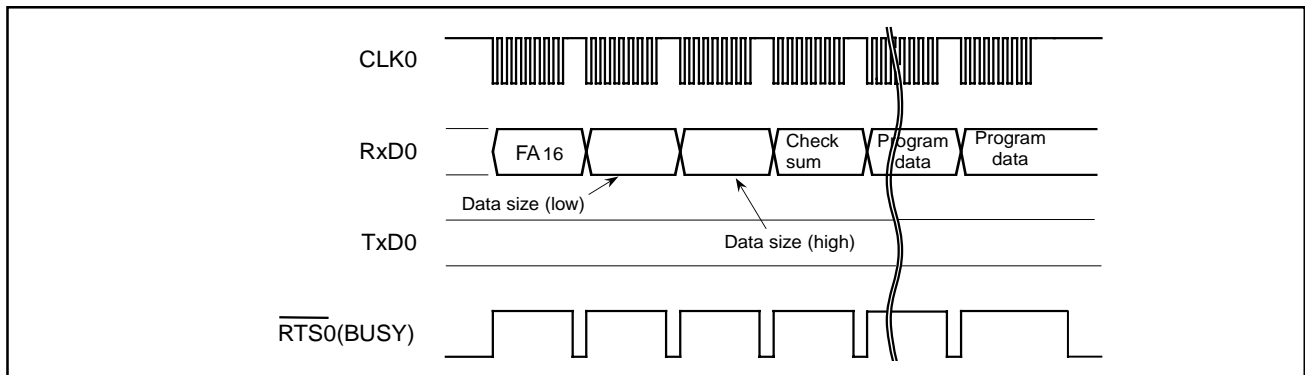 CLK0
RxD0
FA16
Check
sum
Program
data
Program
data
Data size (low)
Data size (high)
TxD0
RTS0(BUSY)